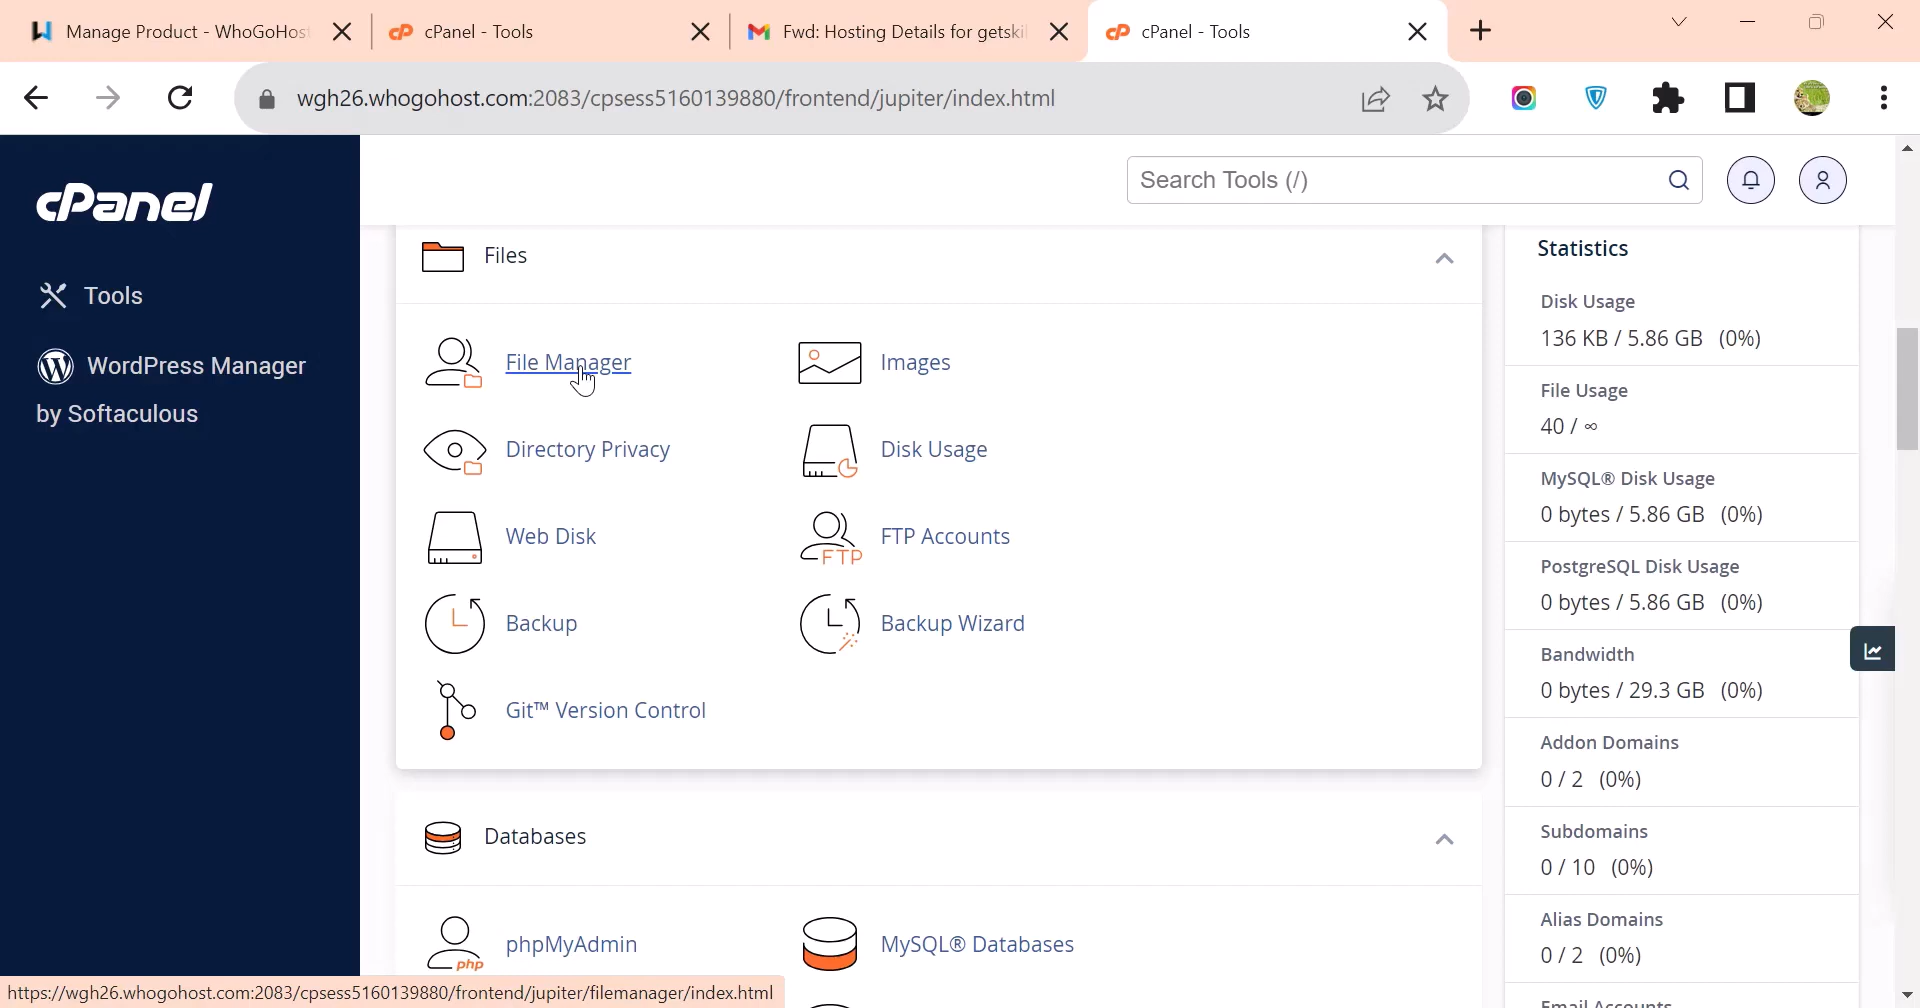 Manage Product - WhoGoHost
cPanel - Tools
Fwd: Hosting Details for getskil
cPanel - Tools
wgh26.whogohost.com:2083/cpsess5160139880/frontend/jupiter/index.html
cPanel
Search Tools (/)
Tools
WordPress Manager
by Softaculous
Files
File Manager
Images
Directory Privacy
Disk Usage
Web Disk
FTP
FTP Accounts
Backup
Backup Wizard
Git™ Version Control
Databases
php
phpMyAdmin
MySQL® Databases
Statistics
Disk Usage
136 KB / 5.86 GB (0%)
File Usage
40 / ∞
MySQL® Disk Usage
0 bytes / 5.86 GB (0%)
PostgreSQL Disk Usage
0 bytes / 5.86 GB (0%)
Bandwidth
0 bytes / 29.3 GB (0%)
Addon Domains
0 / 2 (0%)
Subdomains
0 / 10 (0%)
Alias Domains
0 / 2 (0%)
Email Accounts
https://wgh26.whogohost.com:2083/cpsess5160139880/frontend/jupiter/filemanager/index.html